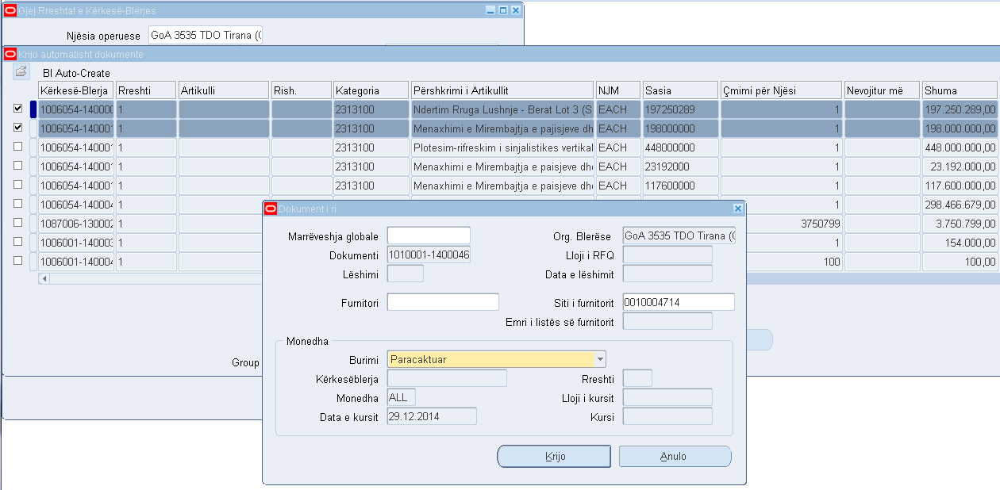 Gjej Rreshtat e Kërkesë-Blerjes
Njësia operuese GoA 3535 TDO Tirana (
Krijo automatisht dokumente
BI Auto-Create
Kërkesë-Blerja Rreshti Artikulli Rish. Kategoria Përshkrimi i Artikullit NJM Sasia Çmimi për Njësi Nevojitur më Shuma
1006054-14000 1 2313100 Ndertim Rruga Lushnje - Berat Lot 3 (S EACH 197250289 1 197.250.289,00
1006054-14000 1 2313100 Menaxhimi e Mirembajtja e pajisjeve dh EACH 198000000 1 198.000.000,00
1006054-14000 1 2313100 Plotesim-rifreskim i sinjalistikes vertikal EACH 448000000 1 448.000.000,00
1006054-14000 1 2313100 Menaxhimi e Mirembajtja e paisjeve dh EACH 23192000 1 23.192.000,00
1006054-14000 1 2313100 Menaxhimi e Mirembajtja e paisjeve dh EACH 117600000 1 117.600.000,00
1006054-14000 1 1 298.466.679,00
1087006-13000 1 3750799 3.750.799,00
1006001-14000 1 1 154.000,00
1006001-14000 1 100 100,00
Group
Dokument i ri
Marrëveshja globale Org. Blerëse GoA 3535 TDO Tirana (
Dokumenti 1010001-1400046 Lloji i RFQ
Lëshimi Data e lëshimit
Furnitori Siti i furnitorit 0010004714
Emri i listës së furnitorit
Monedha
Burimi Paracaktuar
Kërkesëblerja Rreshti
Monedha ALL Lloji i kursit
Data e kursit 29.12.2014 Kursi
Krijo Anulo